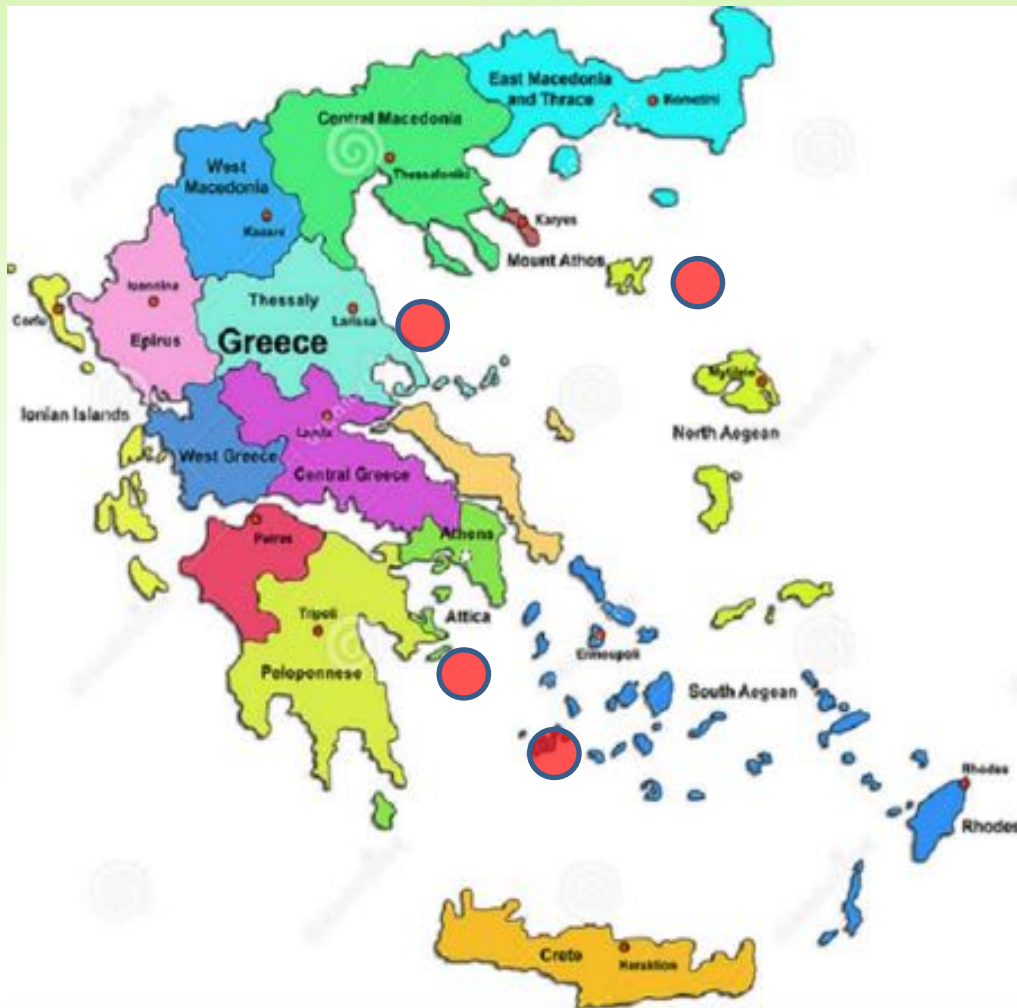 East Macedonia
and Thrace
Komotini
Central Macedonia
Thessaloniki
West
Macedonia
Kozani
Karyes
Mount Athos
Ioannina
Epirus
Corfu
Thessaly
Larissa
Greece
Mytilein
Ionian Islands
North Aegean
Lamia
West Greece
Central Greece
Athens
Patras
Attica
Tripoli
Ermoupoli
Peloponnese
South Aegean
Rhodes
Rhodes
Crete
Heraklion